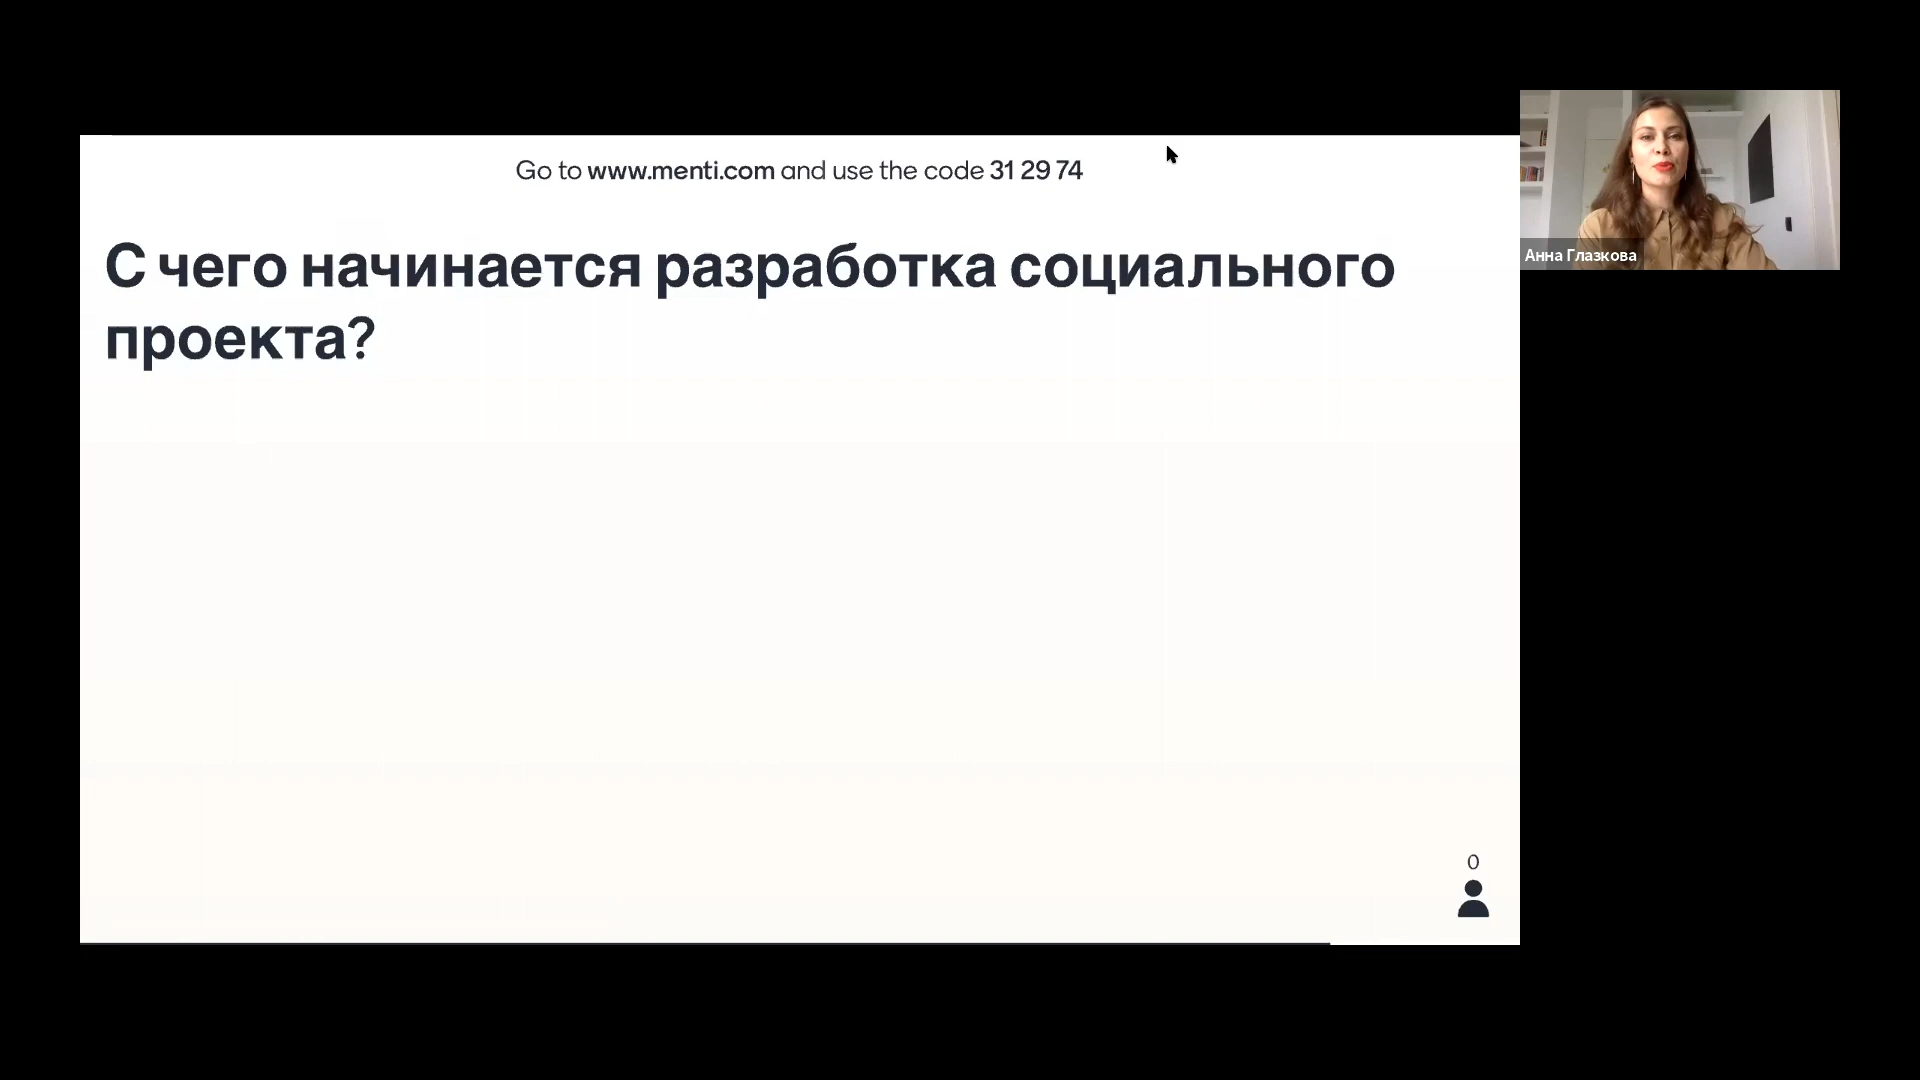 Go to www.menti.com and use the code 31 29 74
С чего начинается разработка социального
проекта?
Анна Глазкова
0